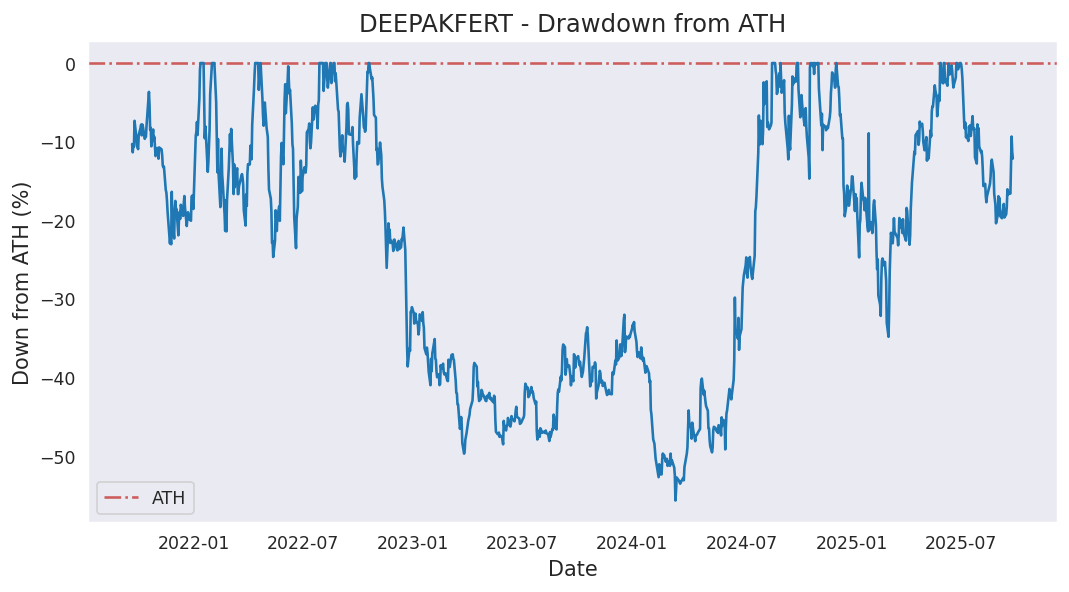 DEEPAKFERT - Drawdown from ATH
Down from ATH (%)
0
−10
−20
−30
−40
−50
ATH
2022-01 2022-07 2023-01 2023-07 2024-01 2024-07 2025-01 2025-07
Date